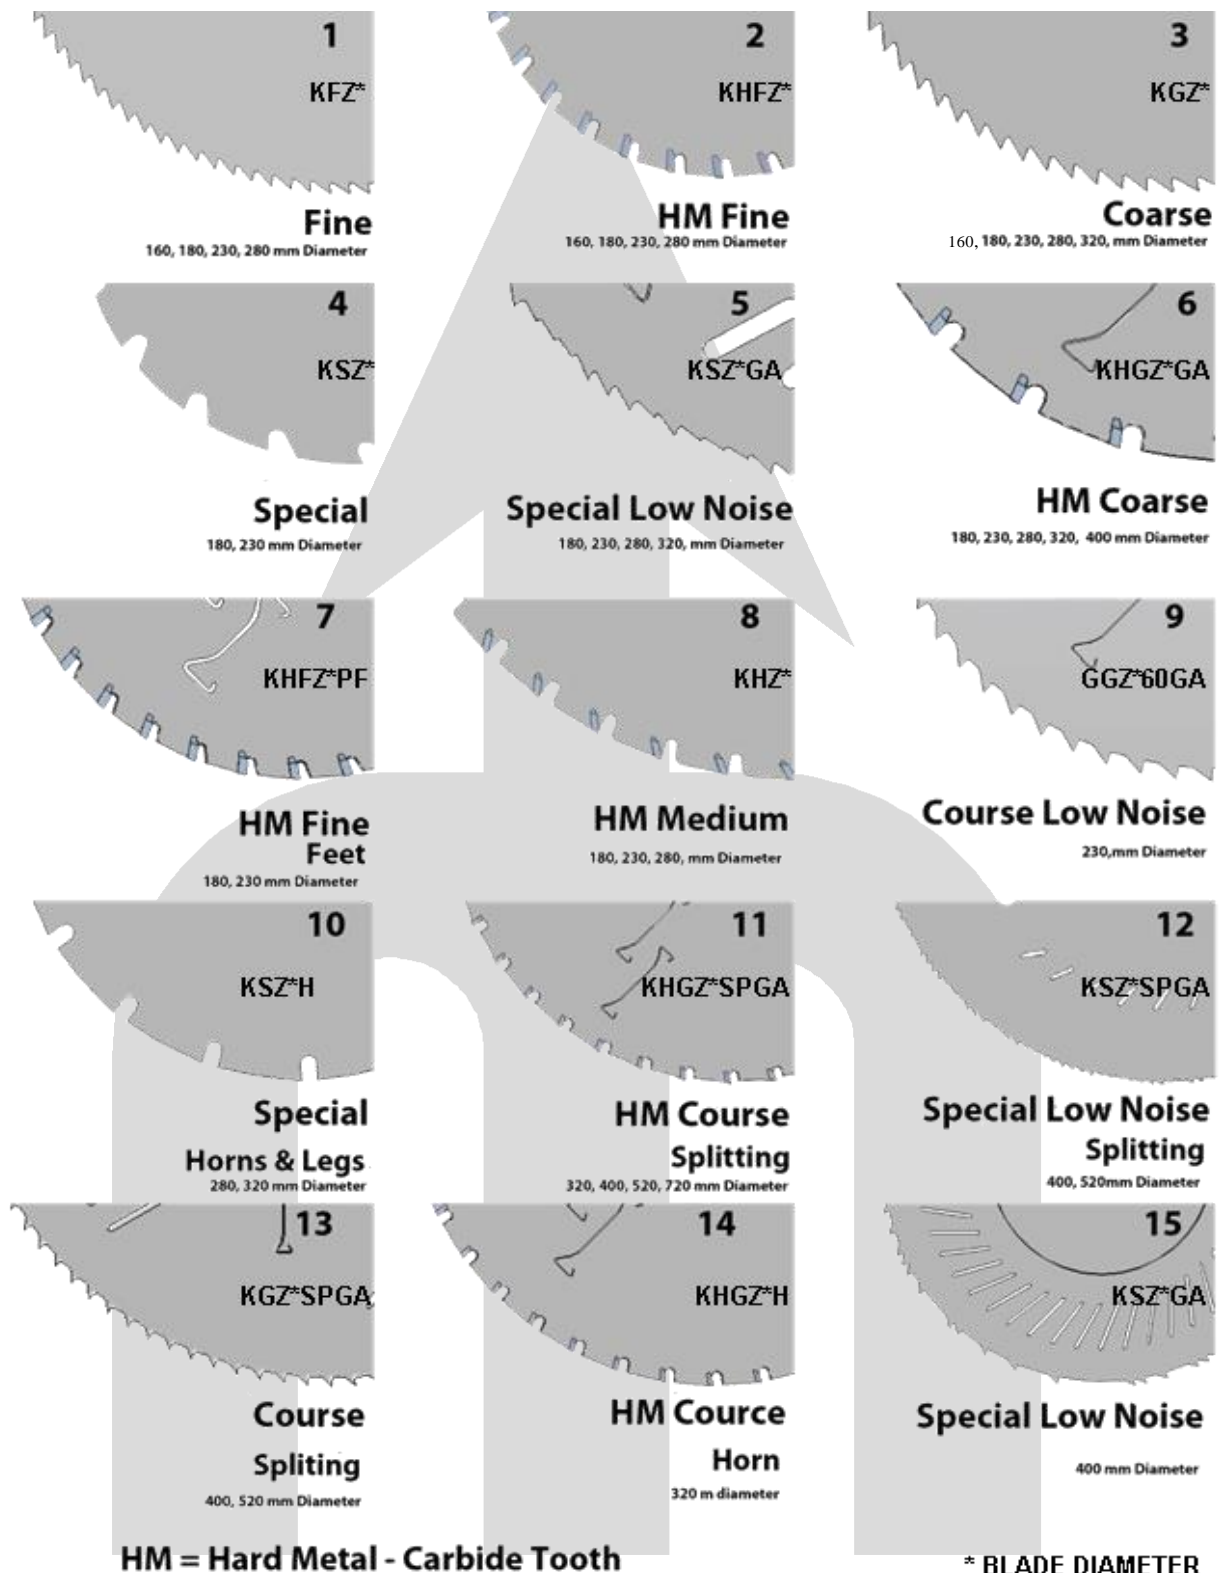 1
KFZ*
Fine
160, 180, 230, 280 mm Diameter
2
KHFZ*
HM Fine
160, 180, 230, 280 mm Diameter
3
KGZ*
Coarse
160, 180, 230, 280, 320, mm Diameter
4
KSZ*
Special
180, 230 mm Diameter
5
KSZ*GA
Special Low Noise
180, 230, 280, 320, mm Diameter
6
KHGZ*GA
HM Coarse
180, 230, 280, 320, 400 mm Diameter
7
KHFZ*PF
HM Fine
Feet
180, 230 mm Diameter
8
KHZ*
HM Medium
180, 230, 280, mm Diameter
9
GGZ*60GA
Course Low Noise
230,mm Diameter
10
KSZ*H
Special
Horns & Legs
280, 320 mm Diameter
11
KHGZ*SPGA
HM Course
Splitting
320, 400, 520, 720 mm Diameter
12
KSZ*SPGA
Special Low Noise
Splitting
400, 520mm Diameter
13
KGZ*SPGA
Course
Spliting
400, 520 mm Diameter
14
KHGZ*H
HM Cource
Horn
320 m diameter
15
KSZ*GA
Special Low Noise
400 mm Diameter
HM = Hard Metal - Carbide Tooth
* BLADE DIAMETER